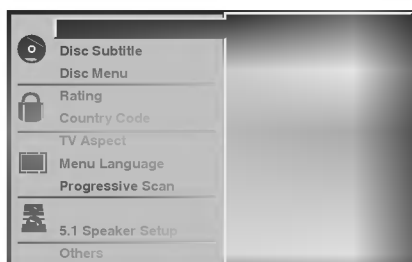 Disc Subtitle
Disc Menu
Rating
Country Code
TV Aspect
Menu Language
Progressive Scan
5.1 Speaker Setup
Others